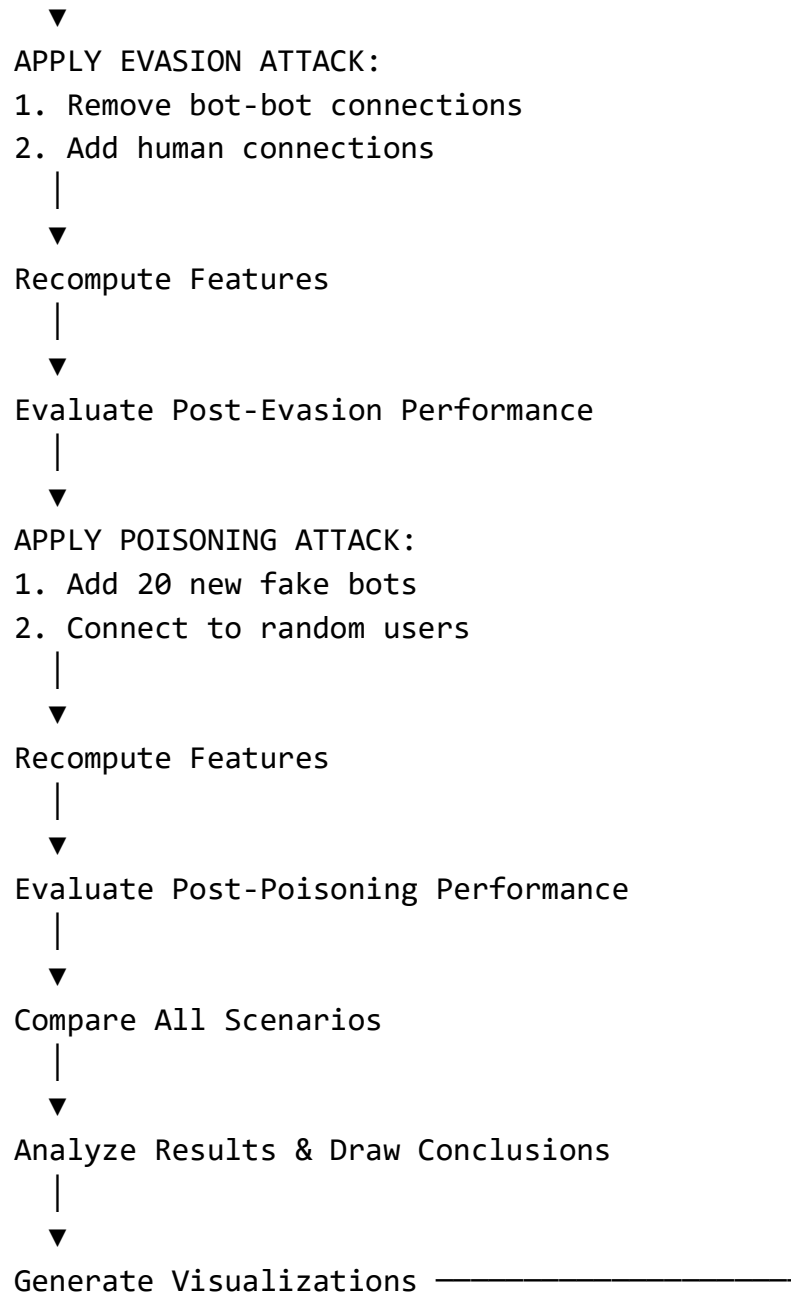 ▼
APPLY EVASION ATTACK:
1. Remove bot-bot connections
2. Add human connections
│
▼
Recompute Features
│
▼
Evaluate Post-Evasion Performance
│
▼
APPLY POISONING ATTACK:
1. Add 20 new fake bots
2. Connect to random users
│
▼
Recompute Features
│
▼
Evaluate Post-Poisoning Performance
│
▼
Compare All Scenarios
│
▼
Analyze Results & Draw Conclusions
│
▼
Generate Visualizations ────────────────────